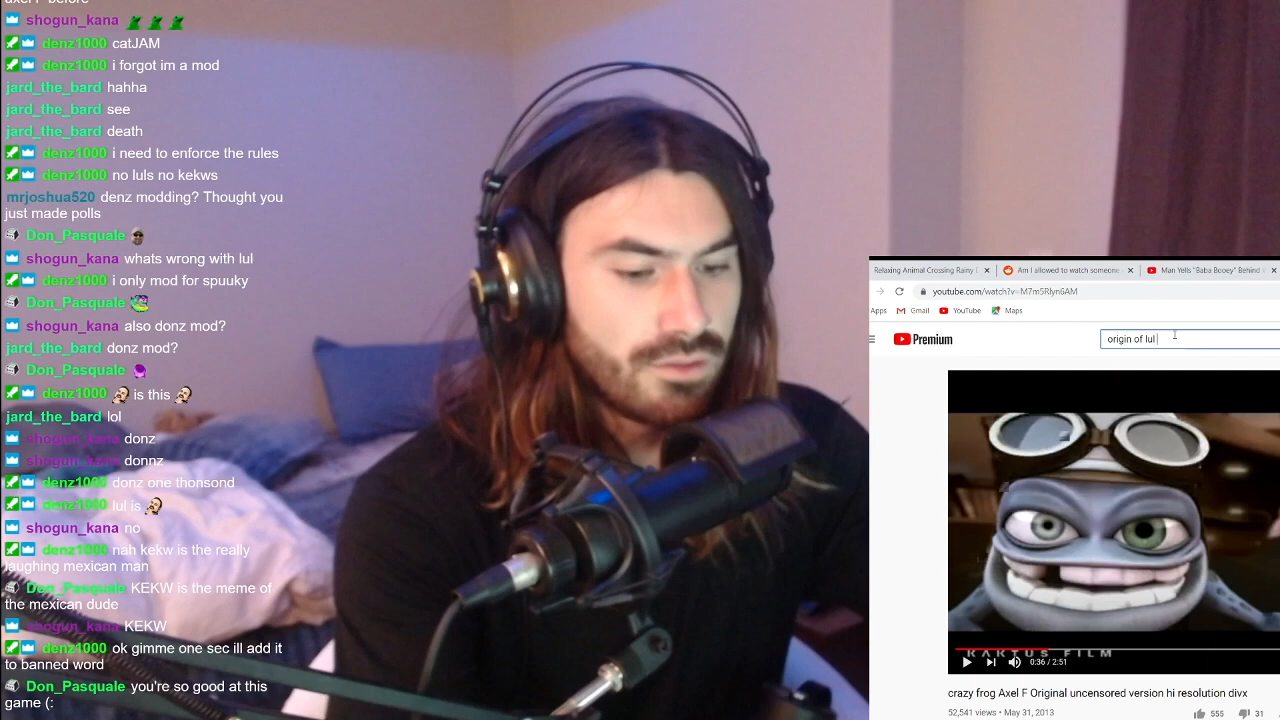 shogun_kana
denz1000 catJAM
denz1000 i forgot im a mod
jard_the_bard hahha
jard_the_bard see
jard_the_bard death
denz1000 i need to enforce the rules
denz1000 no luls no kekws
mrjoshua520 denz modding? Thought you
just made polls
Don_Pasquale
shogun_kana whats wrong with lul
denz1000 i only mod for spuuky
Don_Pasquale
shogun_kana also donz mod?
jard_the_bard donz mod?
Don_Pasquale
denz1000 is this
jard_the_bard lol
shogun_kana donz
shogun_kana donnz
denz1000 donz one thonsond
denz1000 lul is
shogun_kana no
denz1000 nah kekw is the really
laughing mexican man
Don_Pasquale KEKW is the meme of
the mexican dude
shogun_kana KEKW
denz1000 ok gimme one sec ill add it
to banned word
Don_Pasquale you're so good at this
game (:
Relaxing Animal Crossing Rainy Am I allowed to watch someone Man Yells "Baba Booey" Behind
youtube.com/watch?v=M7m5Rlyn6AM
Apps Gmail YouTube Maps
Premium origin of lul
KAKTUS FILM
0:36 / 2:51
crazy frog Axel F Original uncensored version hi resolution divx
52,541 views • May 31, 2013 555 31